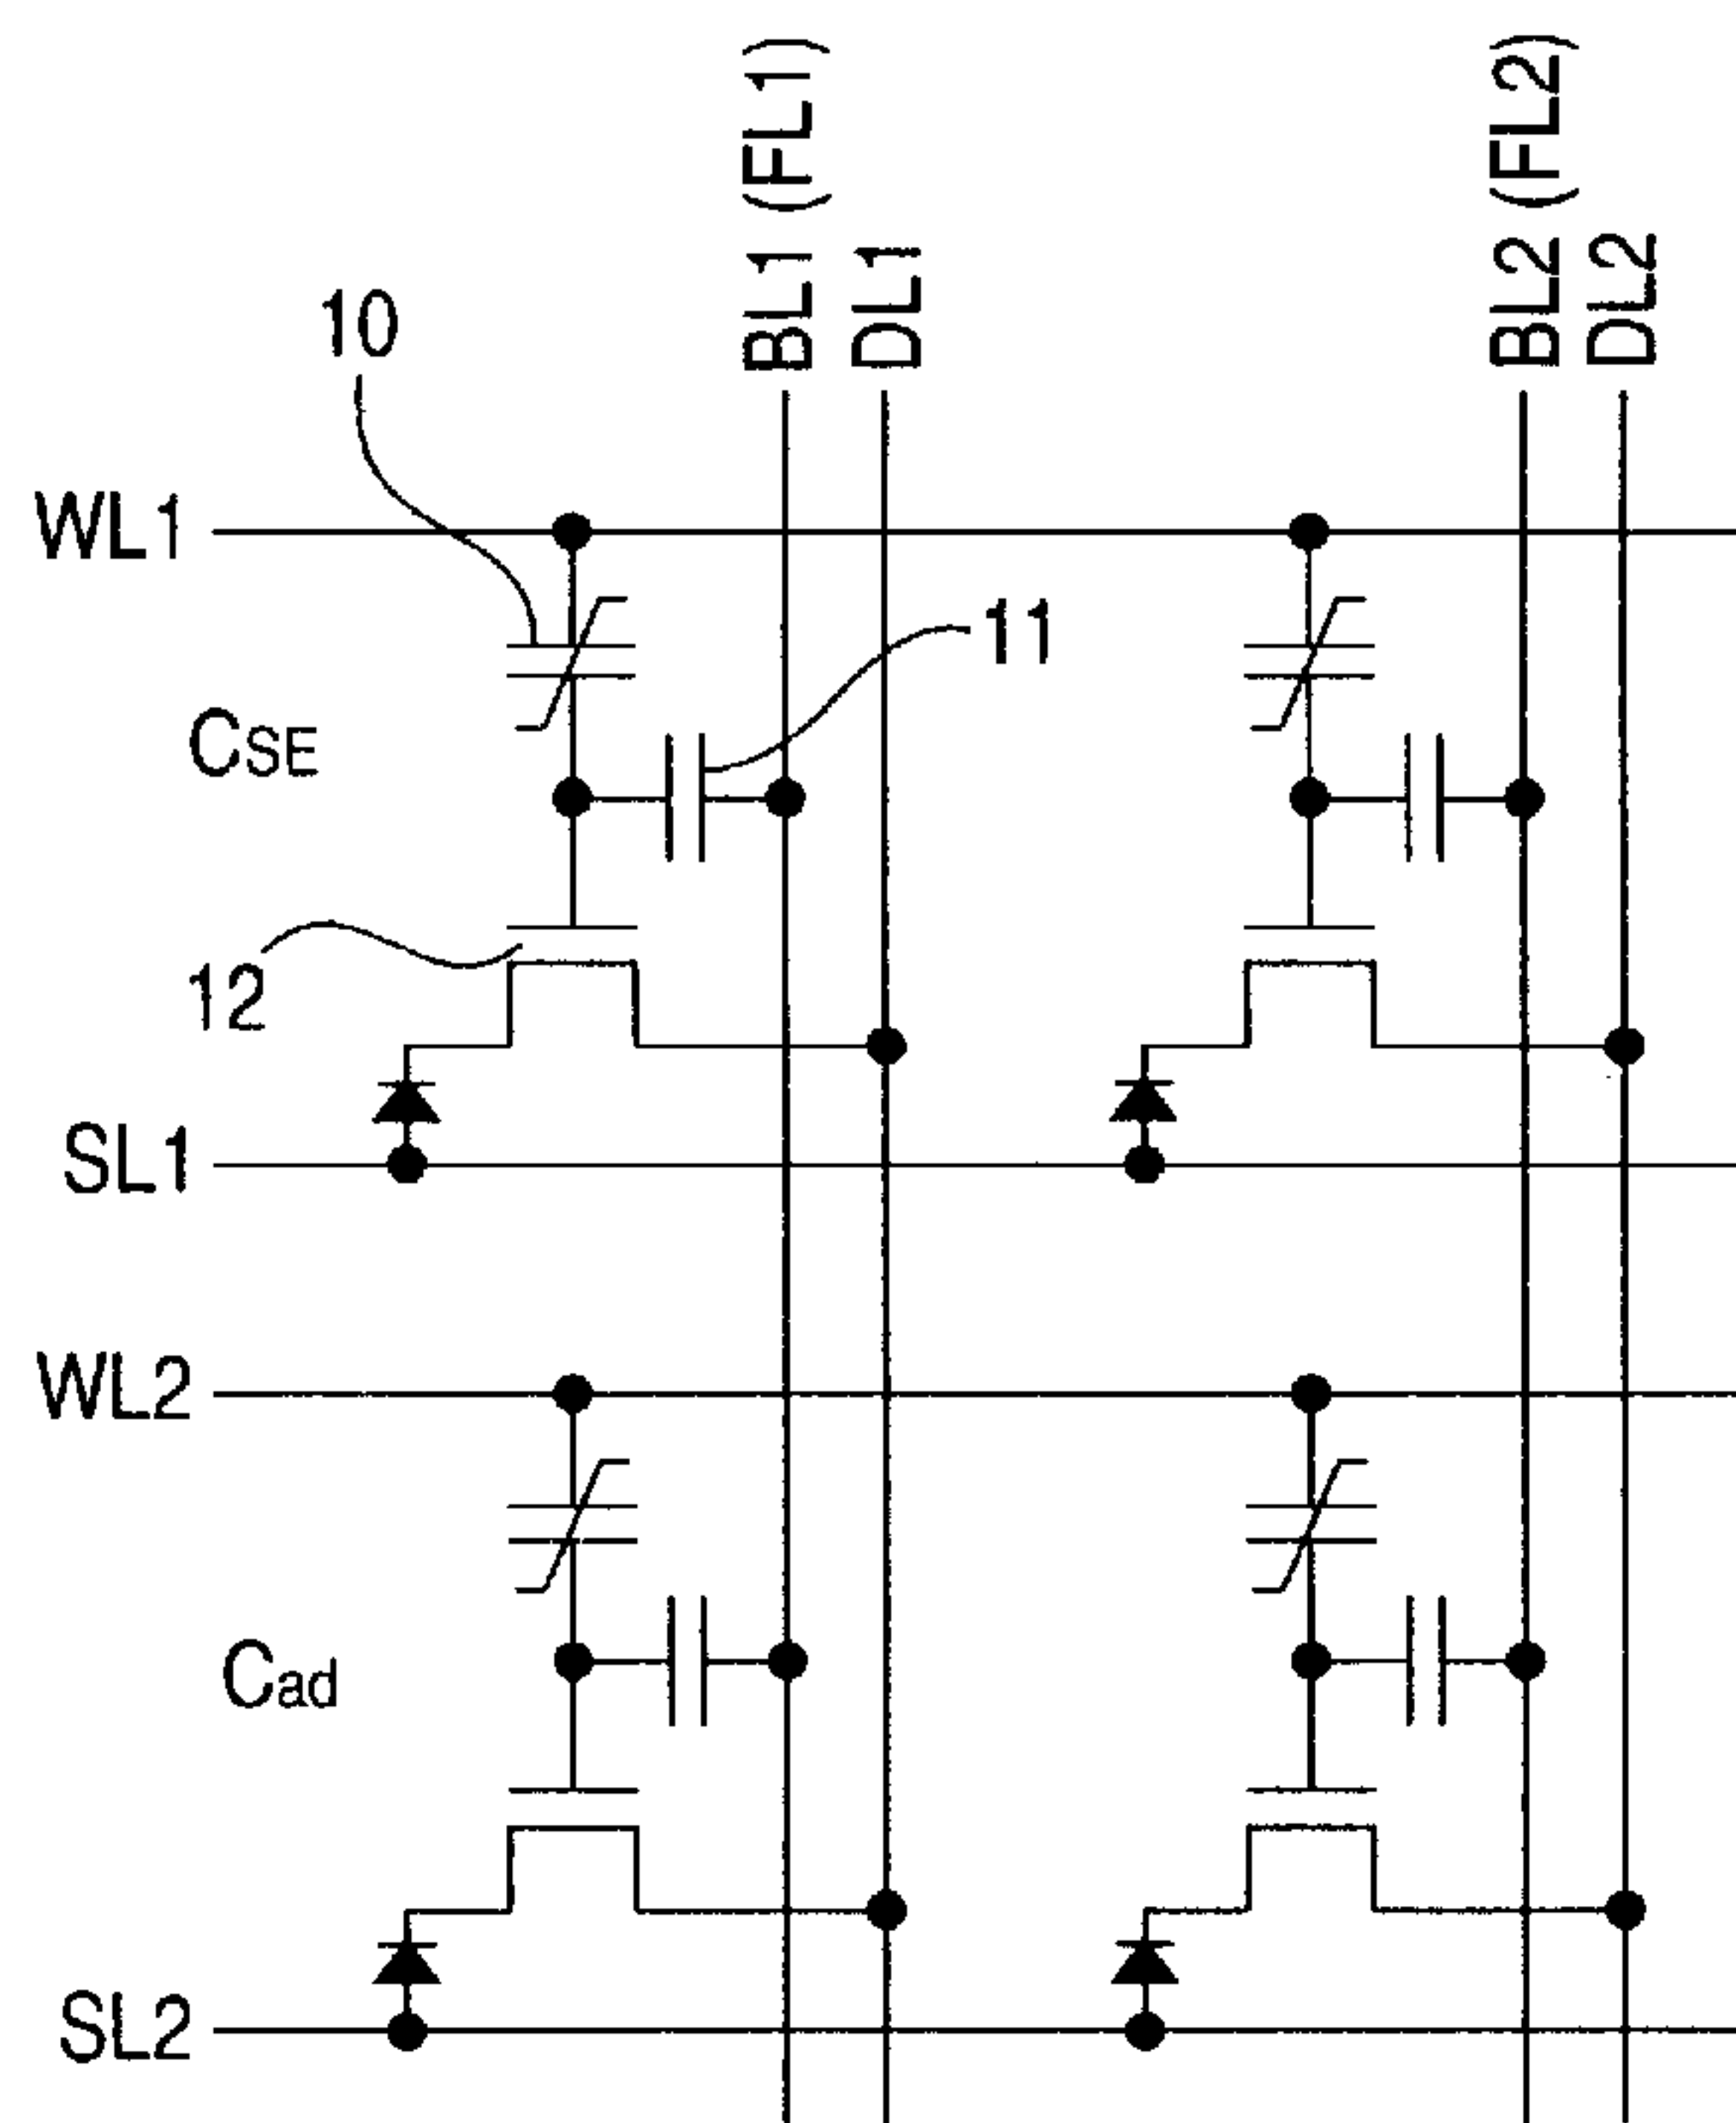 BL1 (FL1)
DL1
BL2 (FL2)
DL2
10
WL1
11
CSE
12
SL1
WL2
Cad
SL2